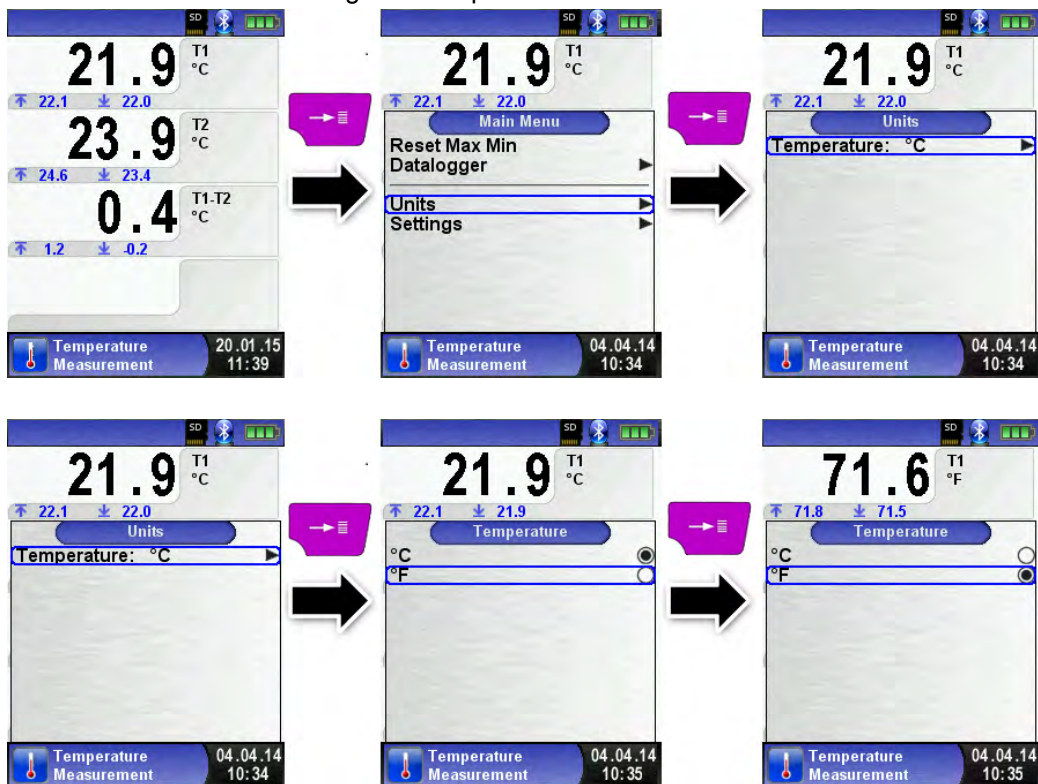 SD
21.9 T1 °C
22.1 22.0
23.9 T2 °C
24.6 23.4
0.4 T1-T2 °C
1.2 -0.2
Temperature Measurement
20.01.15
11:39
SD
21.9 T1 °C
22.1 22.0
Main Menu
Reset Max Min
Datalogger
Units
Settings
Temperature Measurement
04.04.14
10:34
SD
21.9 T1 °C
22.1 22.0
Units
Temperature: °C
Temperature Measurement
04.04.14
10:34
SD
21.9 T1 °C
22.1 22.0
Units
Temperature: °C
Temperature Measurement
04.04.14
10:34
SD
21.9 T1 °C
22.1 21.9
Temperature
°C
°F
Temperature Measurement
04.04.14
10:35
SD
71.6 T1 °F
71.8 71.5
Temperature
°C
°F
Temperature Measurement
04.04.14
10:35